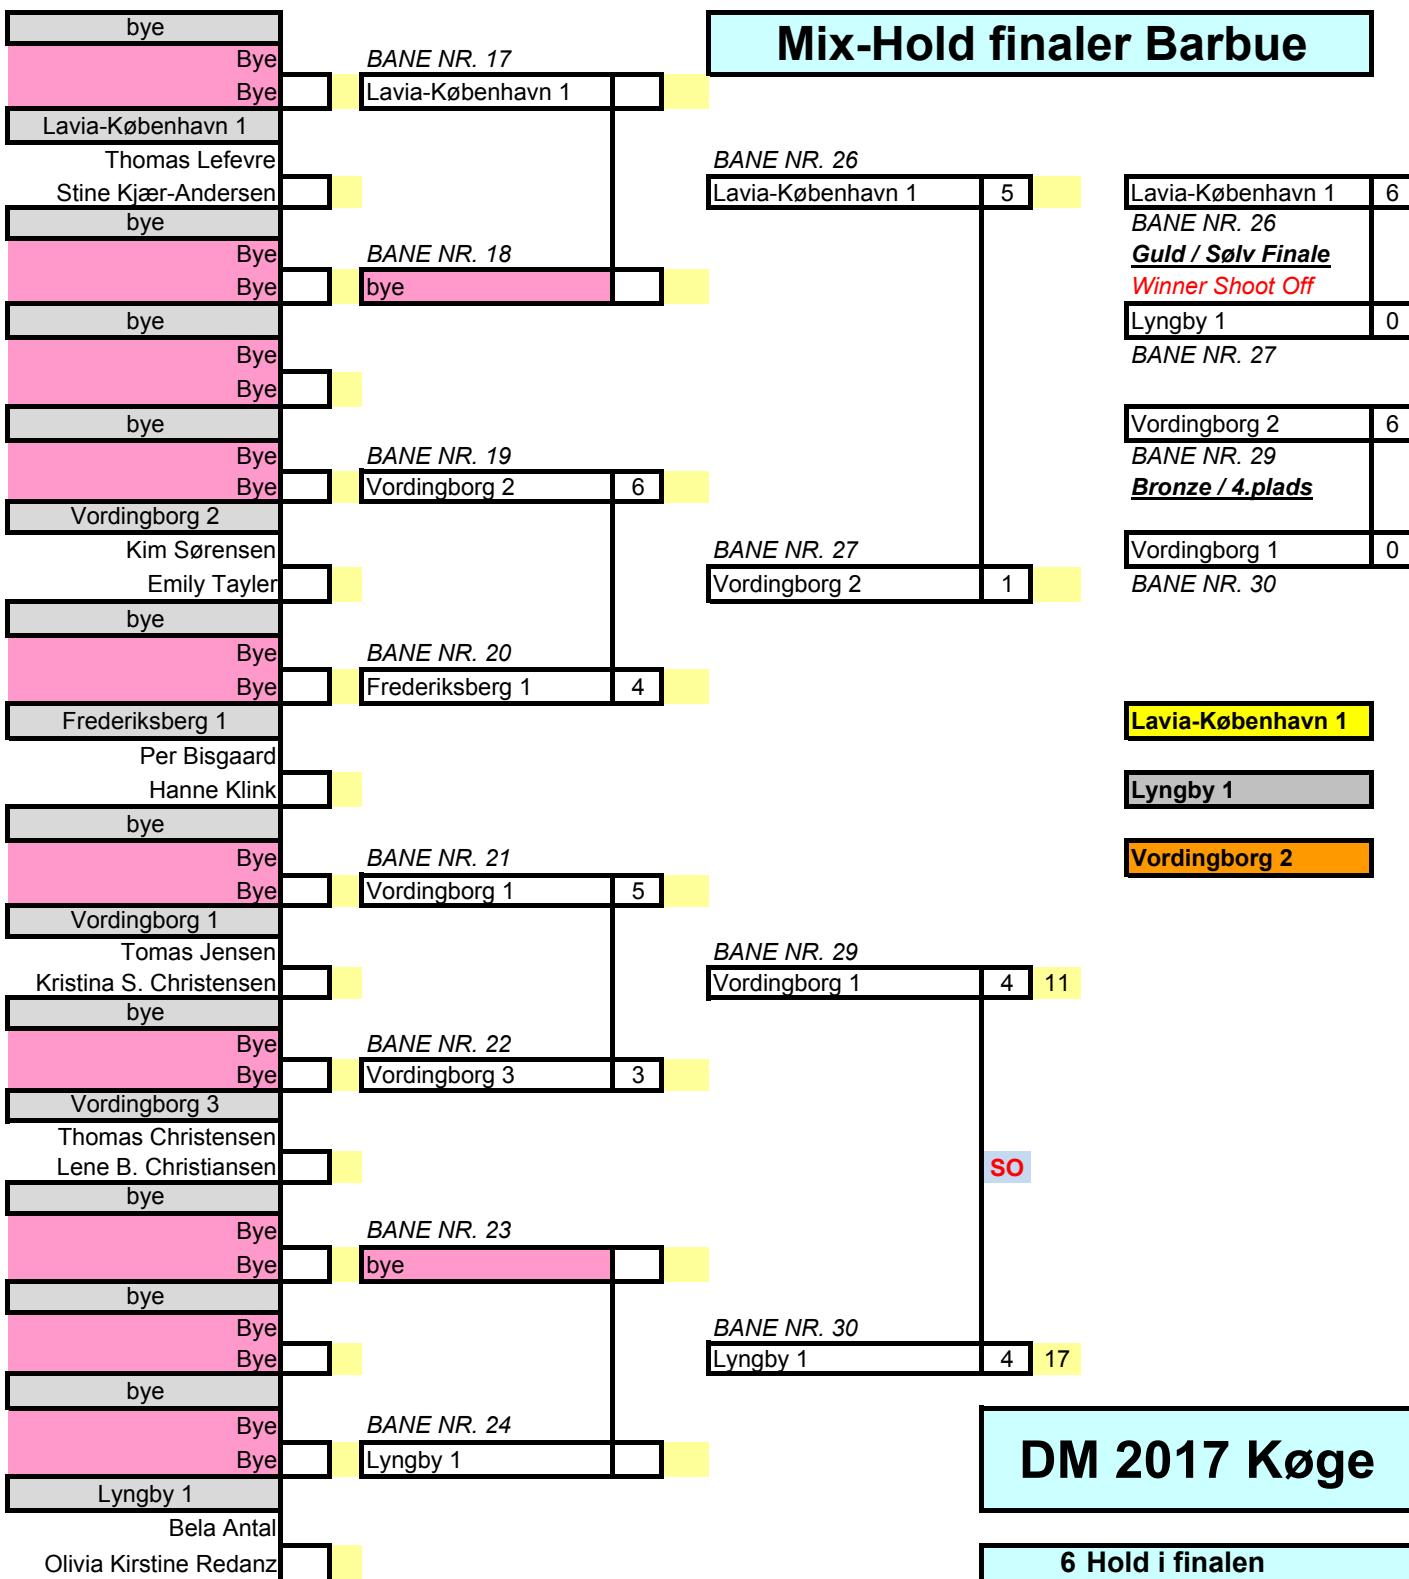 bye
Mix-Hold finaler Barbue
Bye BANE NR. 17
Bye Lavia-København 1
Lavia-København 1
Thomas Lefevre BANE NR. 26
Stine Kjær-Andersen Lavia-København 1 5 Lavia-København 1 6
bye BANE NR. 26
Bye BANE NR. 18 Guld / Sølv Finale
Bye bye Winner Shoot Off
bye Lyngby 1 0
Bye BANE NR. 27
Bye
bye Vordingborg 2 6
Bye BANE NR. 19 BANE NR. 29
Bye Vordingborg 2 6 Bronze / 4.plads
Vordingborg 2
Kim Sørensen BANE NR. 27 Vordingborg 1 0
Emily Tayler Vordingborg 2 1 BANE NR. 30
bye
Bye BANE NR. 20
Bye Frederiksberg 1 4
Frederiksberg 1 Lavia-København 1
Per Bisgaard
Hanne Klink Lyngby 1
bye
Bye BANE NR. 21 Vordingborg 2
Bye Vordingborg 1 5
Vordingborg 1
Tomas Jensen BANE NR. 29
Kristina S. Christensen Vordingborg 1 4 11
bye
Bye BANE NR. 22
Bye Vordingborg 3 3
Vordingborg 3
Thomas Christensen
Lene B. Christiansen SO
bye
Bye BANE NR. 23
Bye bye
bye
Bye BANE NR. 30
Bye Lyngby 1 4 17
bye
Bye BANE NR. 24
Bye Lyngby 1
DM 2017 Køge
Lyngby 1
Bela Antal
Olivia Kirstine Redanz 6 Hold i finalen